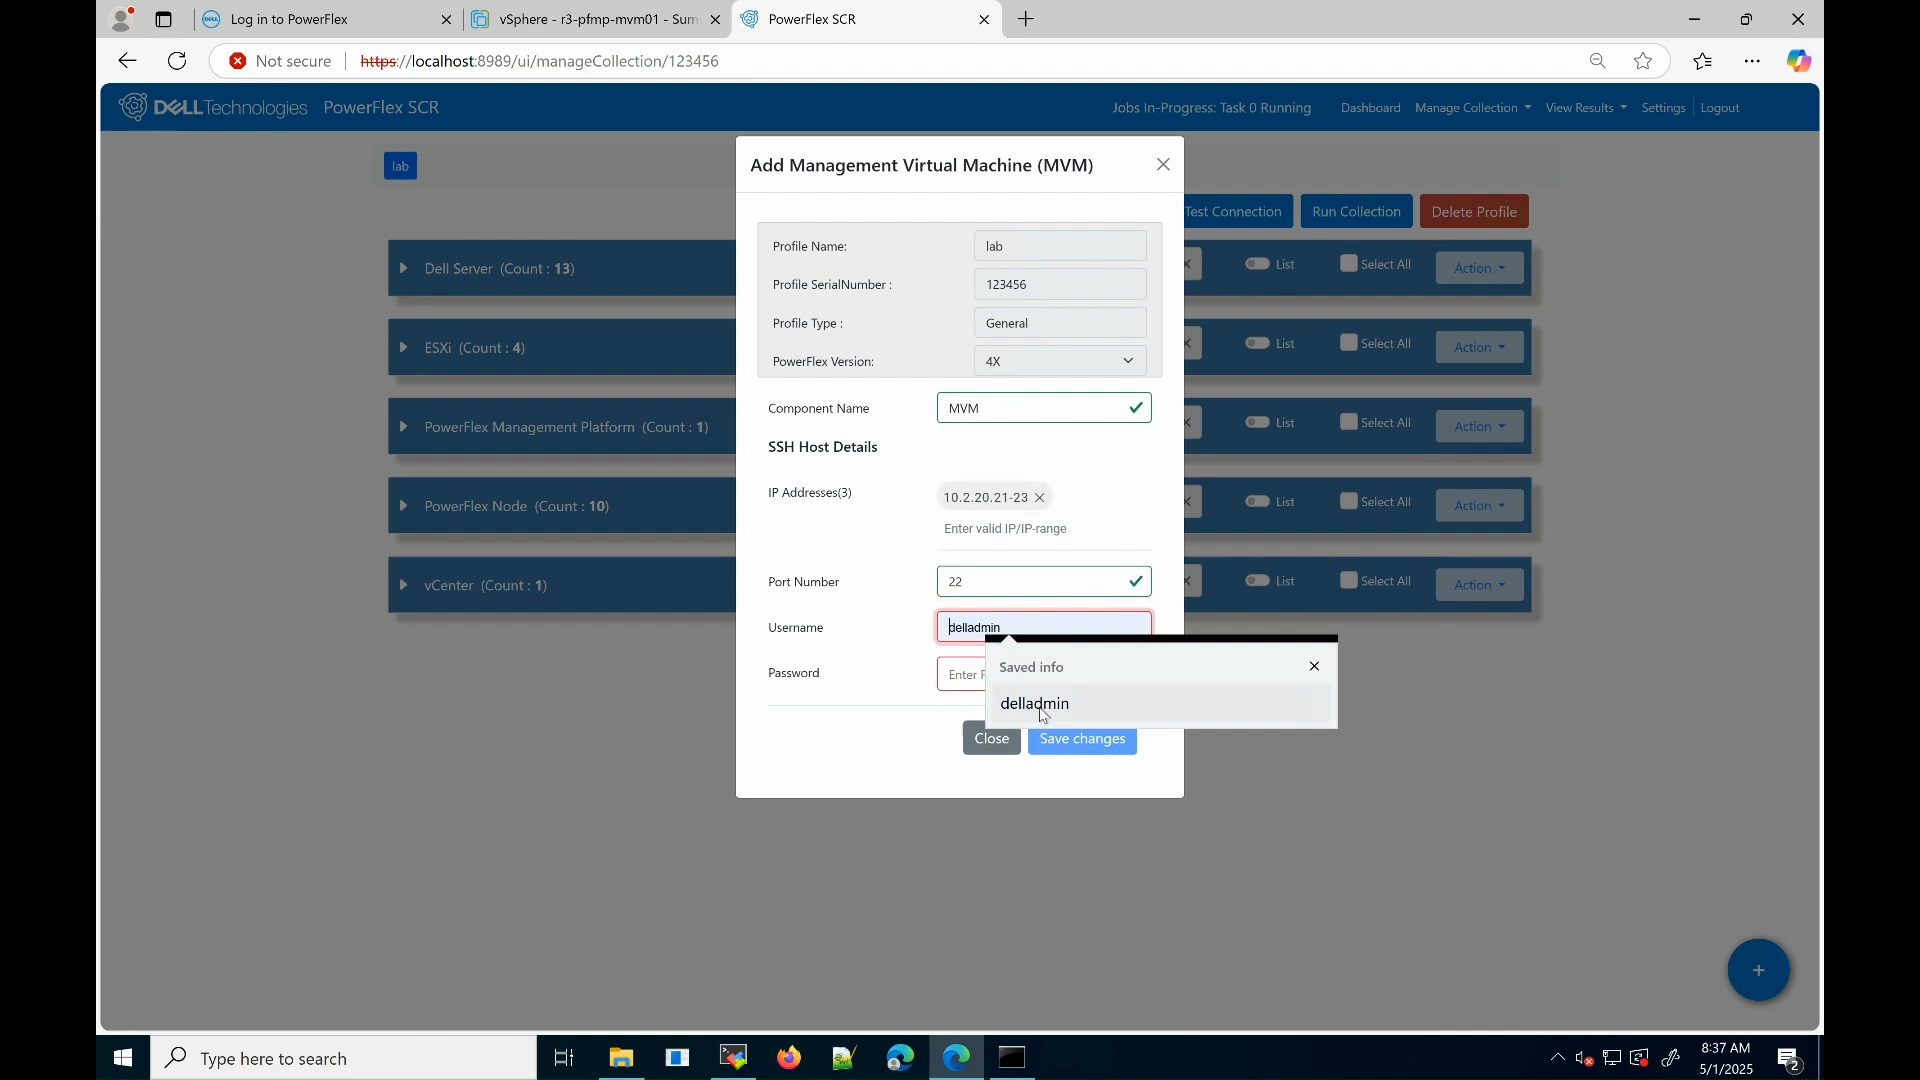 Log in to PowerFlex
vSphere - r3-pfmp-mvm01 - Sum
PowerFlex SCR
Not secure
https://localhost:8989/ui/manageCollection/123456
DELLTechnologies PowerFlex SCR
Jobs In-Progress: Task 0 Running
Dashboard
Manage Collection
View Results
Settings
Logout
lab
Test Connection
Run Collection
Delete Profile
Dell Server (Count : 13)
List
Select All
Action
ESXi (Count : 4)
List
Select All
Action
PowerFlex Management Platform (Count : 1)
List
Select All
Action
PowerFlex Node (Count : 10)
List
Select All
Action
vCenter (Count : 1)
List
Select All
Action
Add Management Virtual Machine (MVM)
Profile Name: lab
Profile SerialNumber : 123456
Profile Type : General
PowerFlex Version: 4X
Component Name MVM
SSH Host Details
IP Addresses(3) 10.2.20.21-23
Enter valid IP/IP-range
Port Number 22
Username delladmin
Password Enter
Saved info
delladmin
Close
Save changes
+
Type here to search
8:37 AM
5/1/2025
2